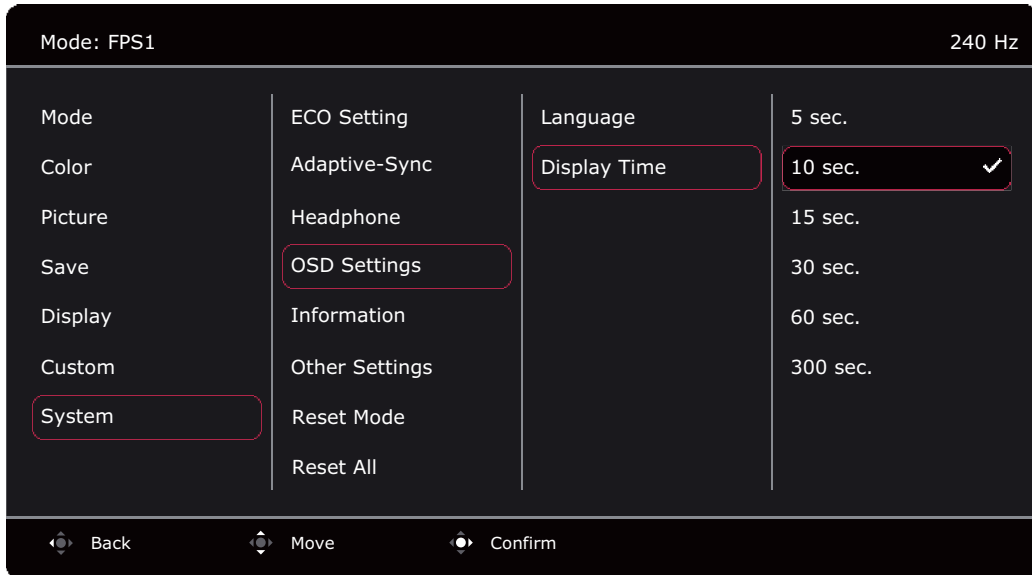 Mode: FPS1
240 Hz
Mode
Color
Picture
Save
Display
Custom
System
ECO Setting
Adaptive-Sync
Headphone
OSD Settings
Information
Other Settings
Reset Mode
Reset All
Language
Display Time
5 sec.
10 sec.
15 sec.
30 sec.
60 sec.
300 sec.
Back
Move
Confirm